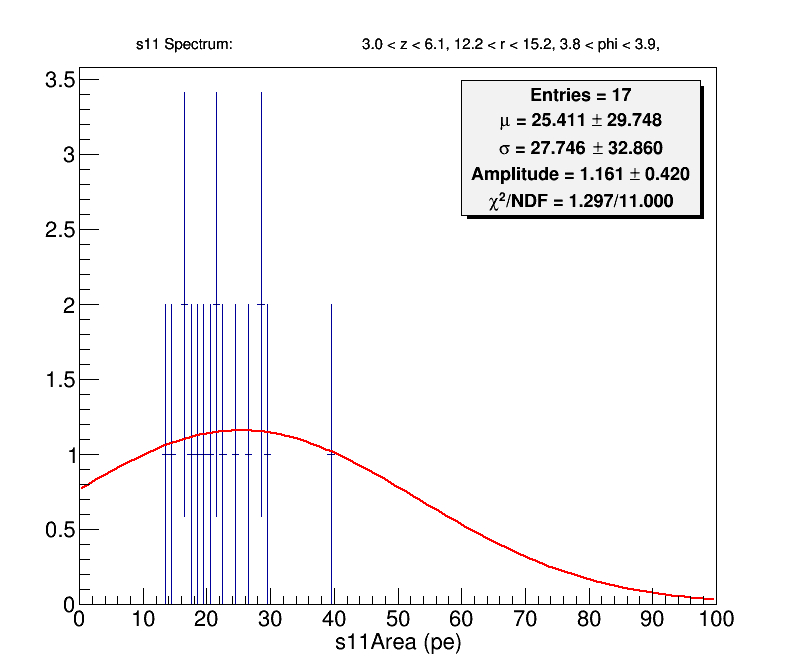 s11 Spectrum: 3.0 < z < 6.1, 12.2 < r < 15.2, 3.8 < phi < 3.9,
Entries = 17
μ = 25.411 ± 29.748
σ = 27.746 ± 32.860
Amplitude = 1.161 ± 0.420
χ²/NDF = 1.297/11.000
3.5
3
2.5
2
1.5
1
0.5
0
0 10 20 30 40 50 60 70 80 90 100
s11Area (pe)